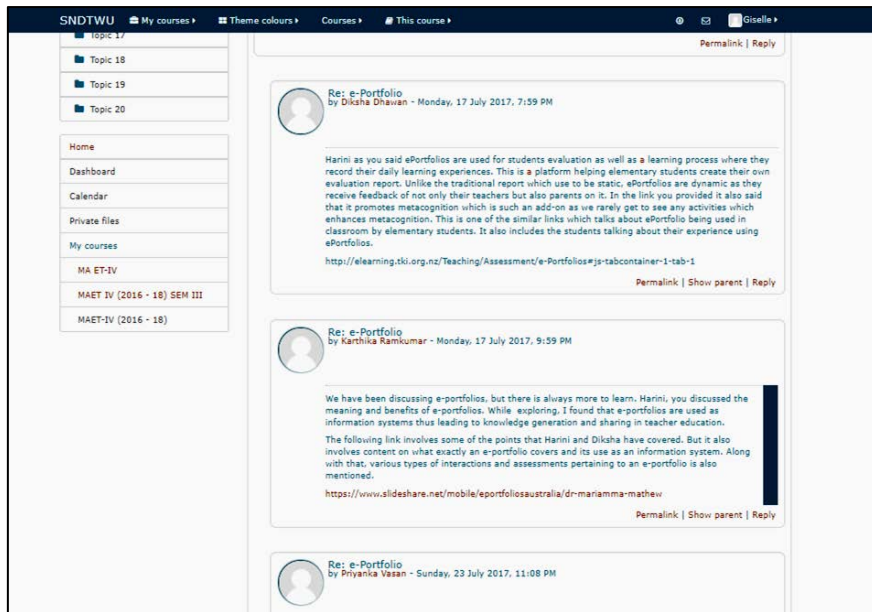 SNDTWU My courses Theme colours Courses This course Giselle
Topic 17
Topic 18
Topic 19
Topic 20
Home
Dashboard
Calendar
Private files
My courses
MA ET-IV
MAET IV (2016 - 18) SEM III
MAET-IV (2016 - 18)
Permalink | Reply
Re: e-Portfolio
by Diksha Dhawan - Monday, 17 July 2017, 7:59 PM
Harini as you said ePortfolios are used for students evaluation as well as a learning process where they
record their daily learning experiences. This is a platform helping elementary students create their own
evaluation report. Unlike the traditional report which use to be static, ePortfolios are dynamic as they
receive feedback of not only their teachers but also parents on it. In the link you provided it also said
that it promotes metacognition which is such an add-on as we rarely get to see any activities which
enhances metacognition. This is one of the similar links which talks about ePortfolio being used in
classroom by elementary students. It also includes the students talking about their experience using
ePortfolios.
http://elearning.tki.org.nz/Teaching/Assessment/e-Portfolios#js-tabcontainer-1-tab-1
Permalink | Show parent | Reply
Re: e-Portfolio
by Karthika Ramkumar - Monday, 17 July 2017, 9:59 PM
We have been discussing e-portfolios, but there is always more to learn. Harini, you discussed the
meaning and benefits of e-portfolios. While exploring, I found that e-portfolios are used as
information systems thus leading to knowledge generation and sharing in teacher education.
The following link involves some of the points that Harini and Diksha have covered. But it also
involves content on what exactly an e-portfolio covers and its use as an information system. Along
with that, various types of interactions and assessments pertaining to an e-portfolio is also
mentioned.
https://www.slideshare.net/mobile/eportfoliosaustralia/dr-mariamma-mathew
Permalink | Show parent | Reply
Re: e-Portfolio
by Priyanka Vasan - Sunday, 23 July 2017, 11:08 PM